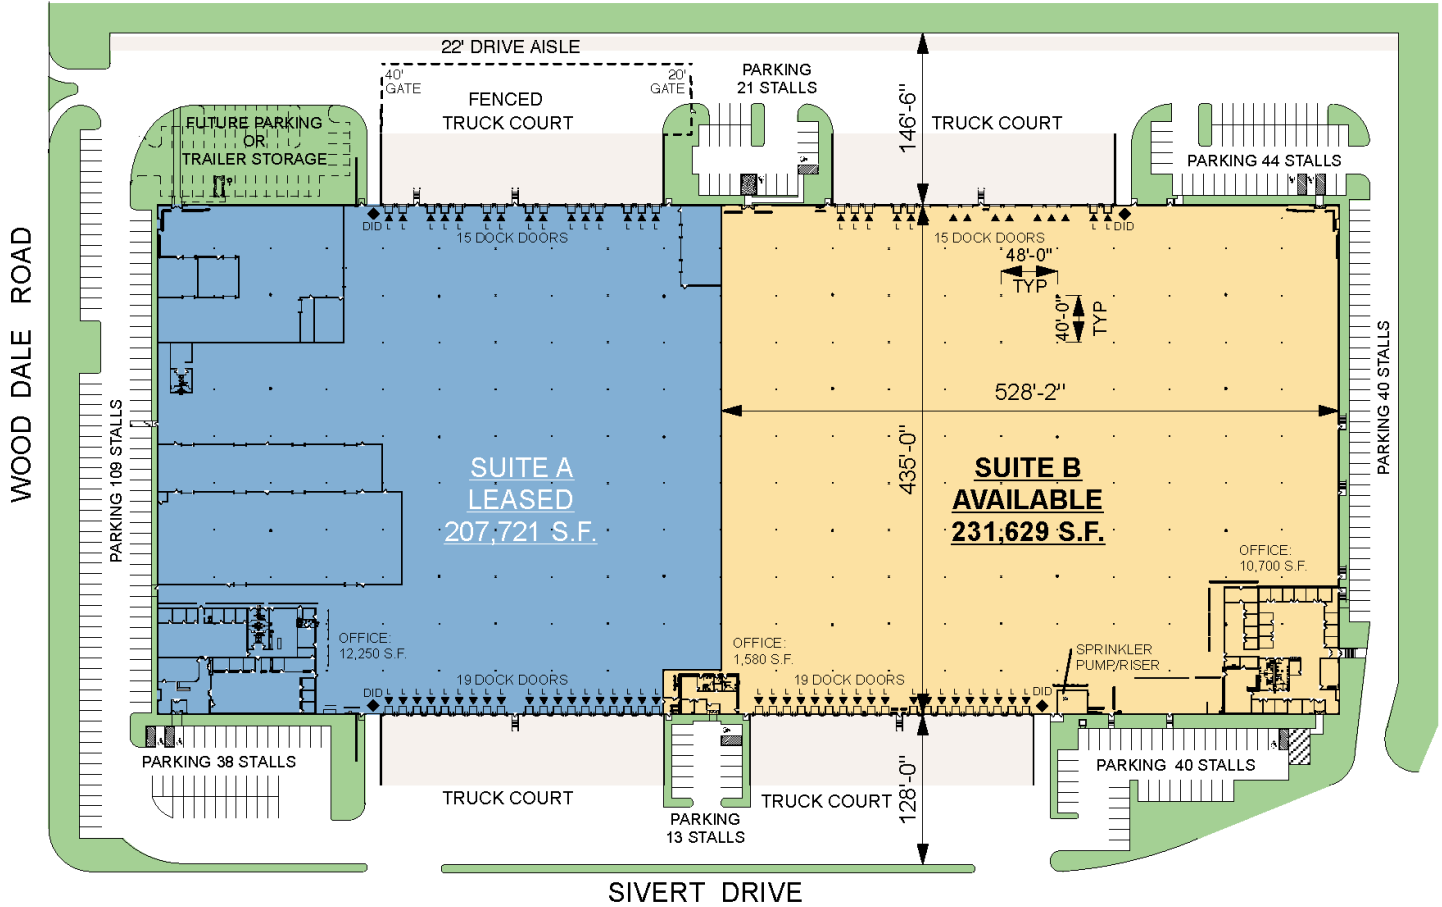 22' DRIVE AISLE
40'
GATE
20'
GATE
FENCED
TRUCK COURT
PARKING
21 STALLS
146'-6"
TRUCK COURT
FUTURE PARKING
OR
TRAILER STORAGE
PARKING 44 STALLS
DID
L L L L L L L L L L L L L
15 DOCK DOORS
L L L L L
15 DOCK DOORS
L L
DID
48'-0"
TYP
40'-0"
TYP
WOOD DALE ROAD
PARKING 109 STALLS
528'-2"
435'-0"
PARKING 40 STALLS
SUITE A
LEASED
207,721 S.F.
SUITE B
AVAILABLE
231,629 S.F.
OFFICE:
10,700 S.F.
OFFICE:
12,250 S.F.
OFFICE:
1,580 S.F.
SPRINKLER
PUMP/RISER
19 DOCK DOORS
19 DOCK DOORS
DID
L L L L L L L L L L L L L L L L L L L
L L L L L L L L L L L L L L L L L L L
DID
PARKING 38 STALLS
TRUCK COURT
PARKING
13 STALLS
TRUCK COURT
128'-0"
PARKING 40 STALLS
SIVERT DRIVE